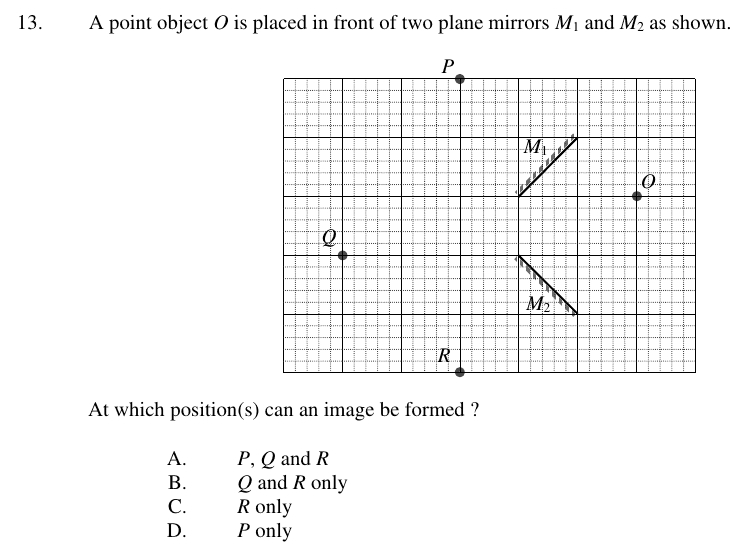 13. A point object O is placed in front of two plane mirrors M₁ and M₂ as shown.
P
M₁
O
Q
M₂
R
At which position(s) can an image be formed ?
A. P, Q and R
B. Q and R only
C. R only
D. P only